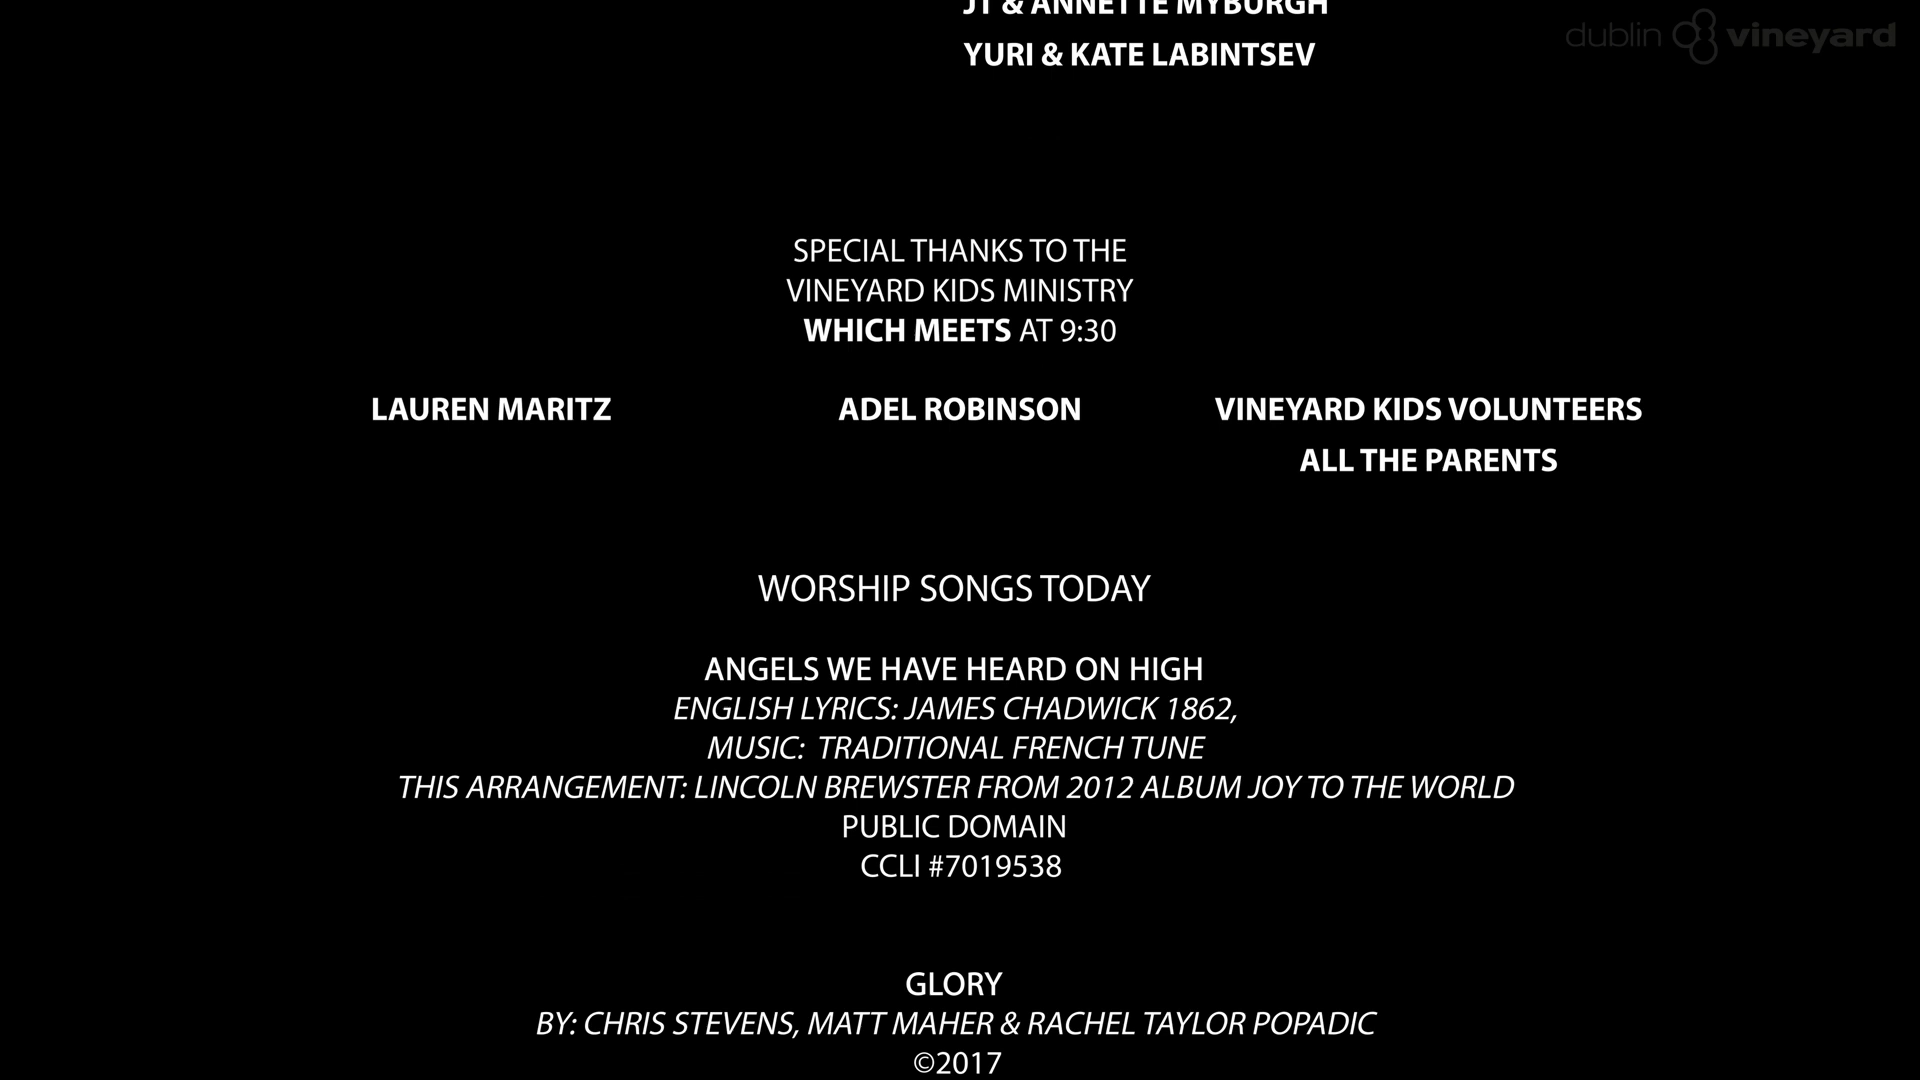 JT & ANNETTE MYBURGH
dublin vineyard
YURI & KATE LABINTSEV
SPECIAL THANKS TO THE
VINEYARD KIDS MINISTRY
WHICH MEETS AT 9:30
LAUREN MARITZ ADEL ROBINSON VINEYARD KIDS VOLUNTEERS
ALL THE PARENTS
WORSHIP SONGS TODAY
ANGELS WE HAVE HEARD ON HIGH
ENGLISH LYRICS: JAMES CHADWICK 1862,
MUSIC: TRADITIONAL FRENCH TUNE
THIS ARRANGEMENT: LINCOLN BREWSTER FROM 2012 ALBUM JOY TO THE WORLD
PUBLIC DOMAIN
CCLI #7019538
GLORY
BY: CHRIS STEVENS, MATT MAHER & RACHEL TAYLOR POPADIC
©2017